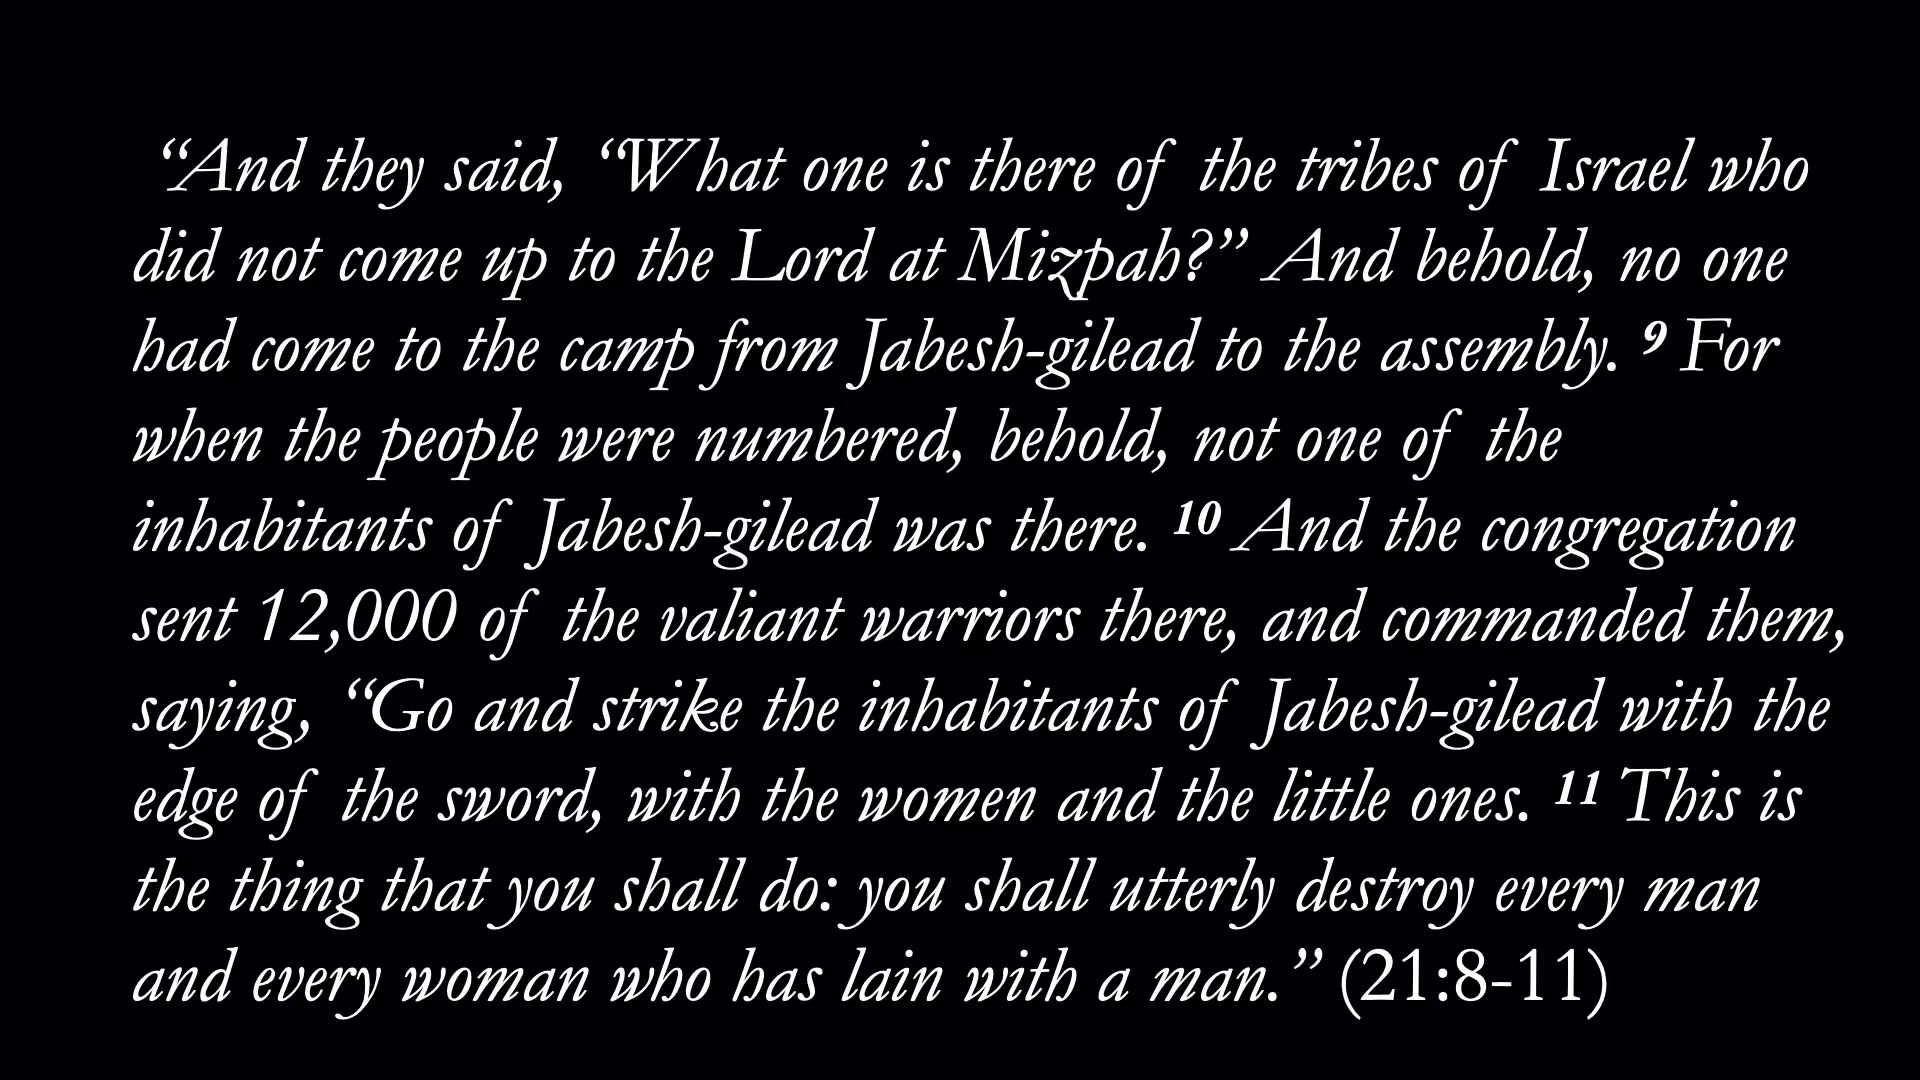 “And they said, “What one is there of the tribes of Israel who
did not come up to the Lord at Mizpah?” And behold, no one
had come to the camp from Jabesh-gilead to the assembly. ⁹ For
when the people were numbered, behold, not one of the
inhabitants of Jabesh-gilead was there. ¹⁰ And the congregation
sent 12,000 of the valiant warriors there, and commanded them,
saying, “Go and strike the inhabitants of Jabesh-gilead with the
edge of the sword, with the women and the little ones. ¹¹ This is
the thing that you shall do: you shall utterly destroy every man
and every woman who has lain with a man.” (21:8-11)